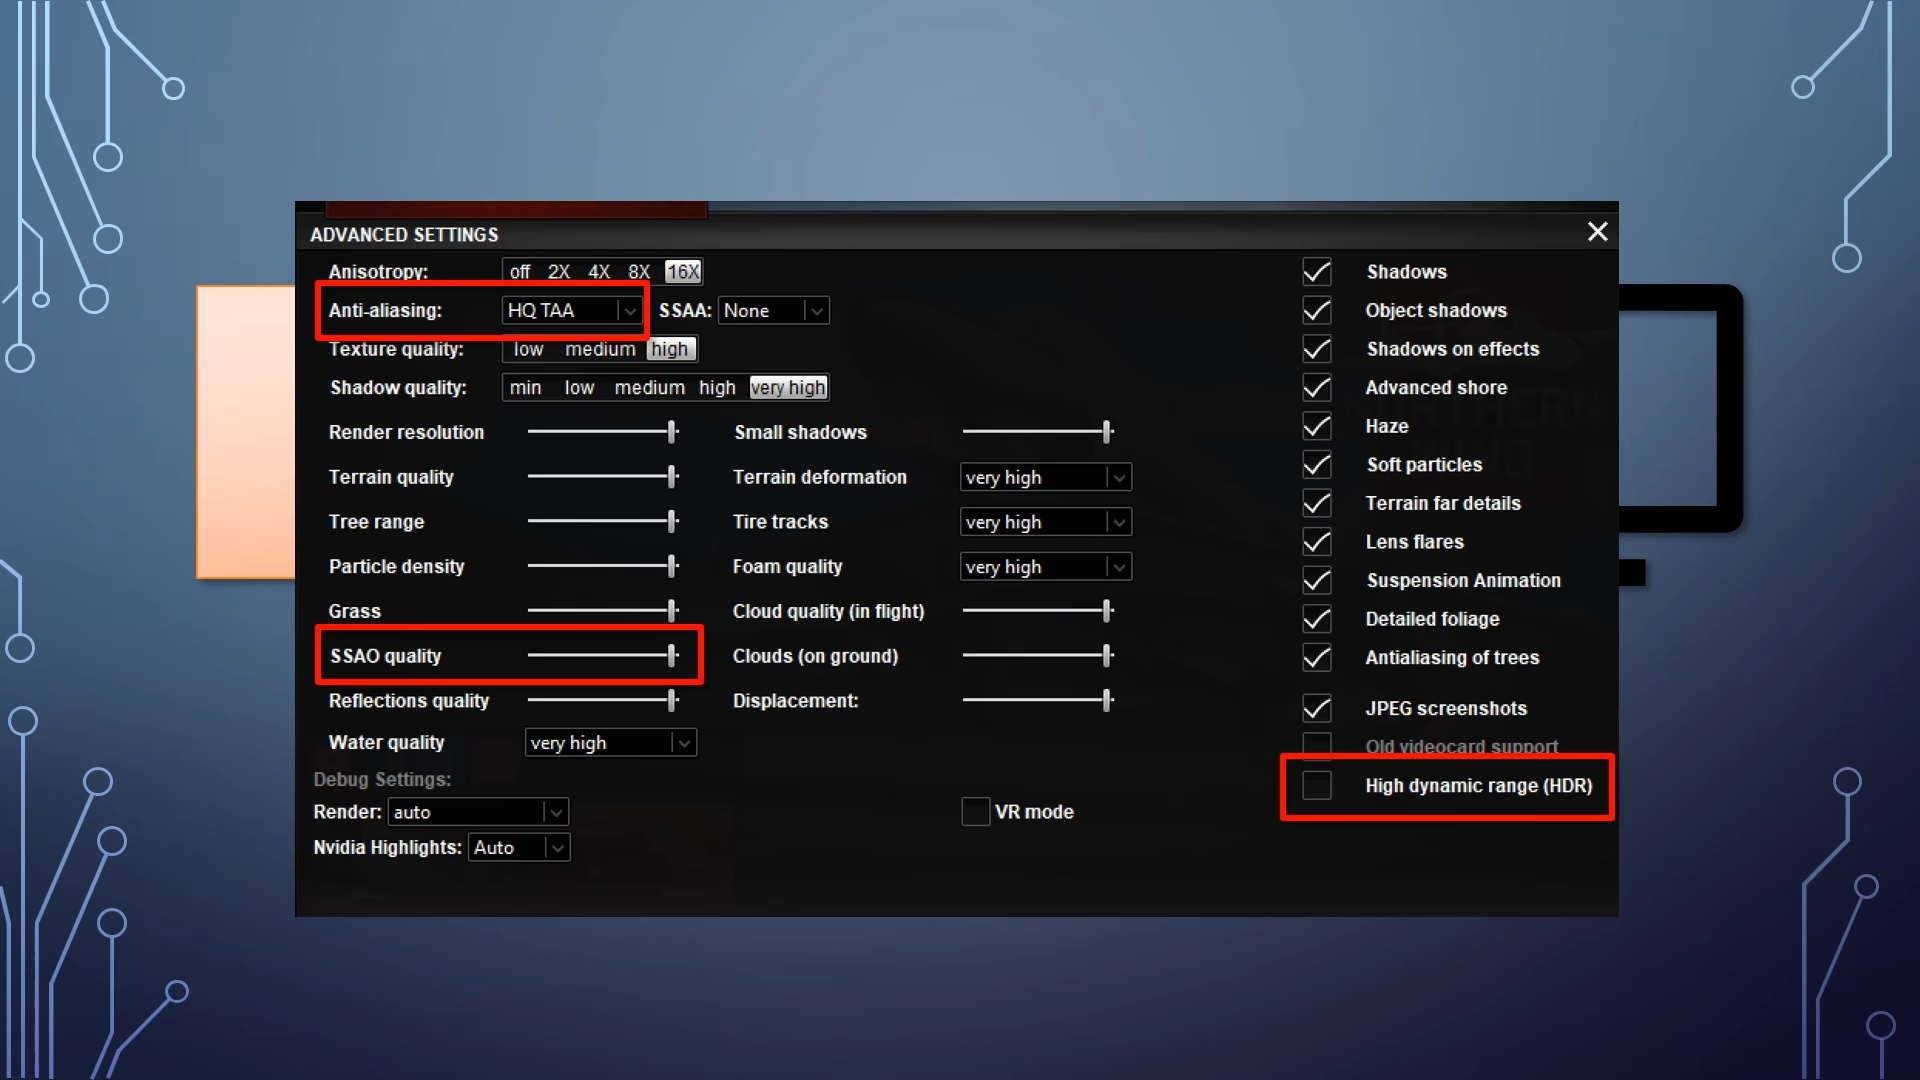 ADVANCED SETTINGS
Anisotropy: off 2X 4X 8X 16X
Anti-aliasing: HQ TAA SSAA: None
Texture quality: low medium high
Shadow quality: min low medium high very high
Render resolution Small shadows
Terrain quality Terrain deformation very high
Tree range Tire tracks very high
Particle density Foam quality very high
Grass Cloud quality (in flight)
SSAO quality Clouds (on ground)
Reflections quality Displacement:
Water quality very high
Debug Settings:
Render: auto VR mode
Nvidia Highlights: Auto
Shadows
Object shadows
Shadows on effects
Advanced shore
Haze
Soft particles
Terrain far details
Lens flares
Suspension Animation
Detailed foliage
Antialiasing of trees
JPEG screenshots
Old videocard support
High dynamic range (HDR)